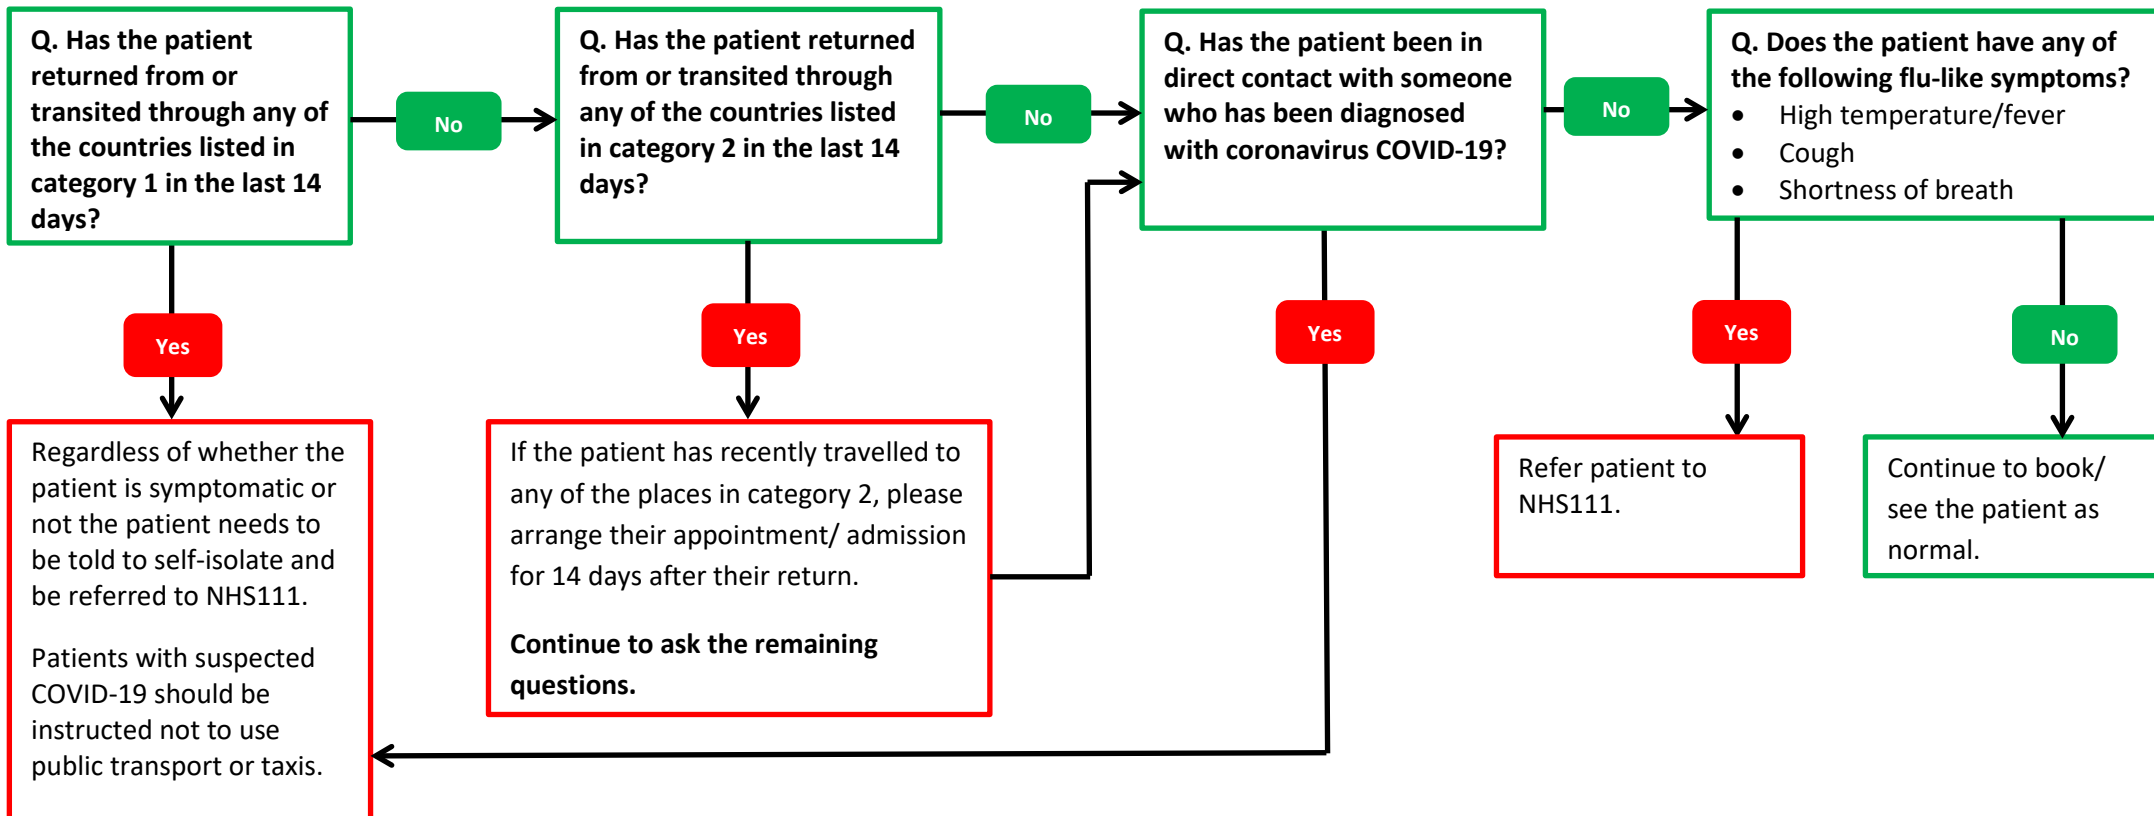 Q. Has the patient
returned from or
transited through any of
the countries listed in
category 1 in the last 14
days?
No
Q. Has the patient returned
from or transited through
any of the countries listed
in category 2 in the last 14
days?
No
Q. Has the patient been in
direct contact with someone
who has been diagnosed
with coronavirus COVID-19?
No
Q. Does the patient have any of
the following flu-like symptoms?
• High temperature/fever
• Cough
• Shortness of breath
Yes
Yes
Yes
Yes
No
Regardless of whether the
patient is symptomatic or
not the patient needs to
be told to self-isolate and
be referred to NHS111.
Patients with suspected
COVID-19 should be
instructed not to use
public transport or taxis.
If the patient has recently travelled to
any of the places in category 2, please
arrange their appointment/ admission
for 14 days after their return.
Continue to ask the remaining
questions.
Refer patient to
NHS111.
Continue to book/
see the patient as
normal.